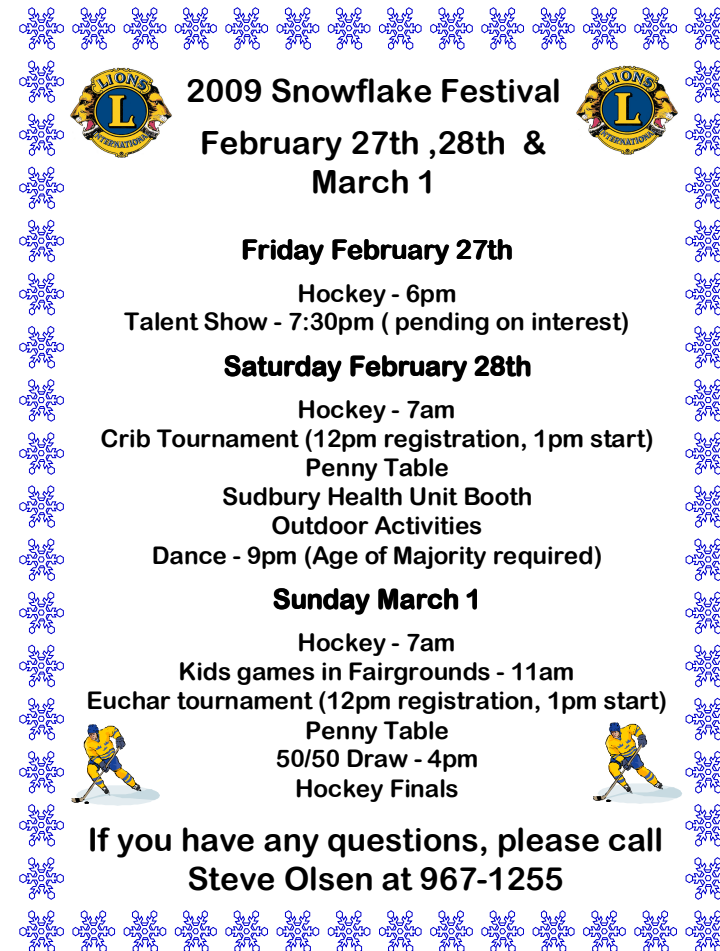 LIONS
L
INTERNATIONAL
LIONS
L
INTERNATIONAL
2009 Snowflake Festival
February 27th ,28th &
March 1
Friday February 27th
Hockey - 6pm
Talent Show - 7:30pm ( pending on interest)
Saturday February 28th
Hockey - 7am
Crib Tournament (12pm registration, 1pm start)
Penny Table
Sudbury Health Unit Booth
Outdoor Activities
Dance - 9pm (Age of Majority required)
Sunday March 1
Hockey - 7am
Kids games in Fairgrounds - 11am
Euchar tournament (12pm registration, 1pm start)
Penny Table
50/50 Draw - 4pm
Hockey Finals
If you have any questions, please call
Steve Olsen at 967-1255